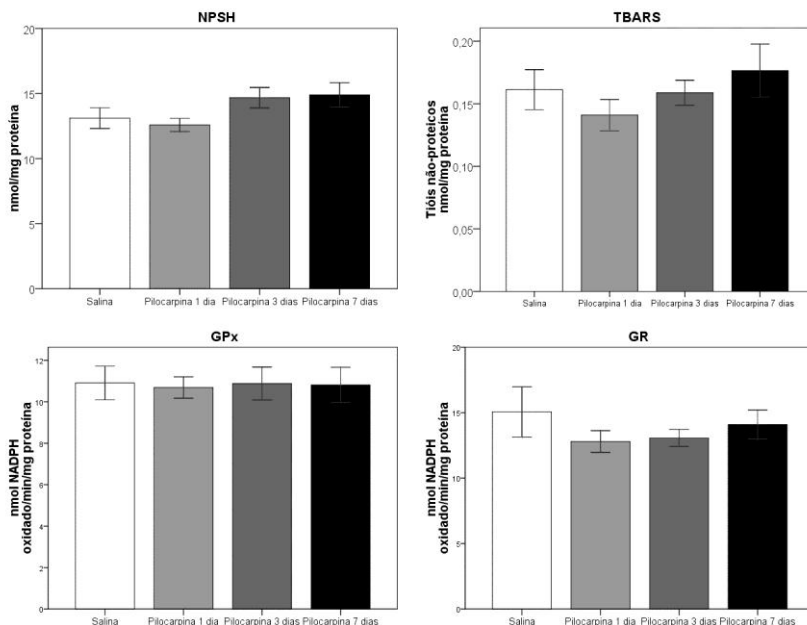 NPSH
nmol/mg proteína
20
15
10
5
0
Salina Pilocarpina 1 dia Pilocarpina 3 dias Pilocarpina 7 dias
TBARS
Tióis não-proteicos
nmol/mg proteína
0,20
0,15
0,10
0,05
0,00
Salina Pilocarpina 1 dia Pilocarpina 3 dias Pilocarpina 7 dias
GPx
nmol NADPH
oxidado/min/mg proteína
12
10
8
6
4
2
0
Salina Pilocarpina 1 dia Pilocarpina 3 dias Pilocarpina 7 dias
GR
nmol NADPH
oxidado/min/mg proteína
20
15
10
5
0
Salina Pilocarpina 1 dia Pilocarpina 3 dias Pilocarpina 7 dias